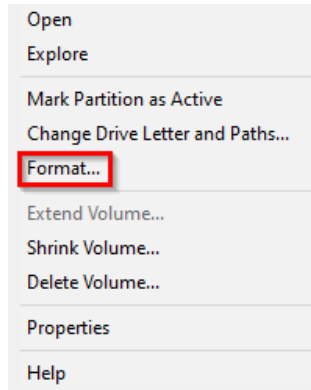 Open
Explore
Mark Partition as Active
Change Drive Letter and Paths...
Format...
Extend Volume...
Shrink Volume...
Delete Volume...
Properties
Help